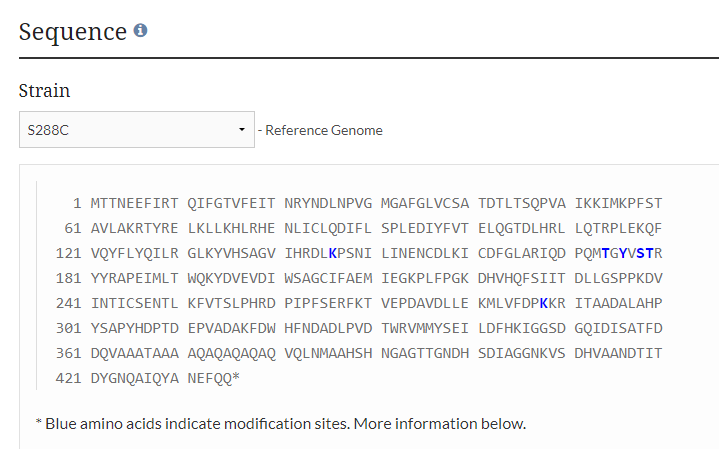 Sequence
Strain
S288C - Reference Genome
1 MTTNEEFIRT QIFGTVFEIT NRYNDLNPVG MGAFGLVCSA TDTLTSQPVA IKKIMKPFST
61 AVLAKRTYRE LKLLKHLRHE NLICLQDIFL SPLEDIYFVT ELQGTDLHRL LQTRPLEKQF
121 VQYFLYQILR GLKYVHSAGV IHRDLKPSNI LINENCDLKI CDFGLARIQD PQMTGYVSTR
181 YYRAPEIMLT WQKYDVEVDI WSAGCIFAEM IEGKPLFPGK DHVHQFSIIT DLLGSPPKDV
241 INTICSENTL KFVTSLPHRD PIPFSERFKT VEPDAVDLLE KMLVFDPKKR ITAADALAHP
301 YSAPYHDPTD EPVADAKFDW HFNDADLPVD TWRVMMYSEI LDFHKIGGSD GQIDISATFD
361 DQVAAATAAA AQAQAQAQAQ VQLNMAAHSH NGAGTTGNDH SDIAGGNKVS DHVAANDTIT
421 DYGNQAIQYA NEFQQ*
* Blue amino acids indicate modification sites. More information below.